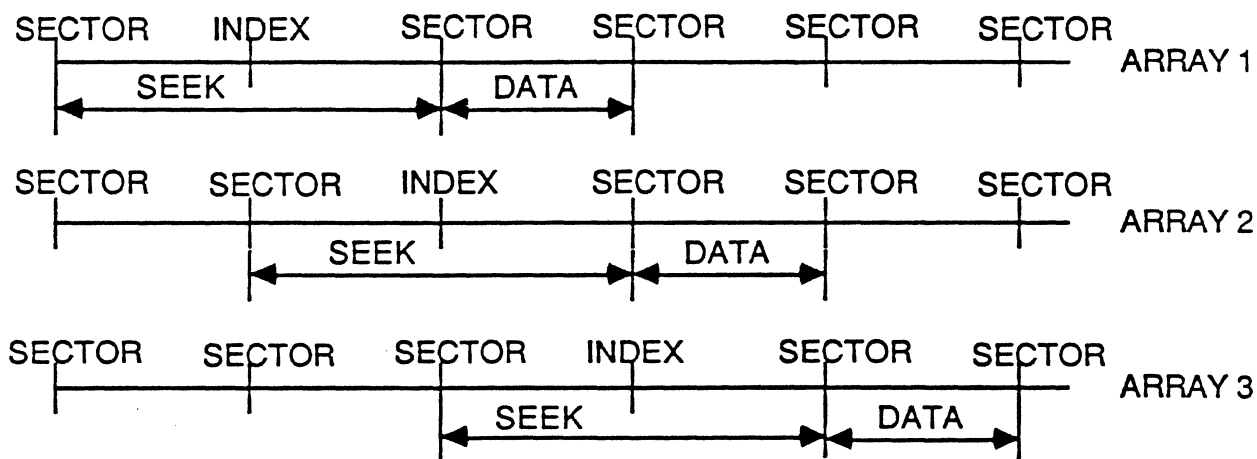 SECTOR INDEX SECTOR SECTOR SECTOR SECTOR
ARRAY 1
SEEK DATA
SECTOR SECTOR INDEX SECTOR SECTOR SECTOR
ARRAY 2
SEEK DATA
SECTOR SECTOR SECTOR INDEX SECTOR SECTOR
ARRAY 3
SEEK DATA